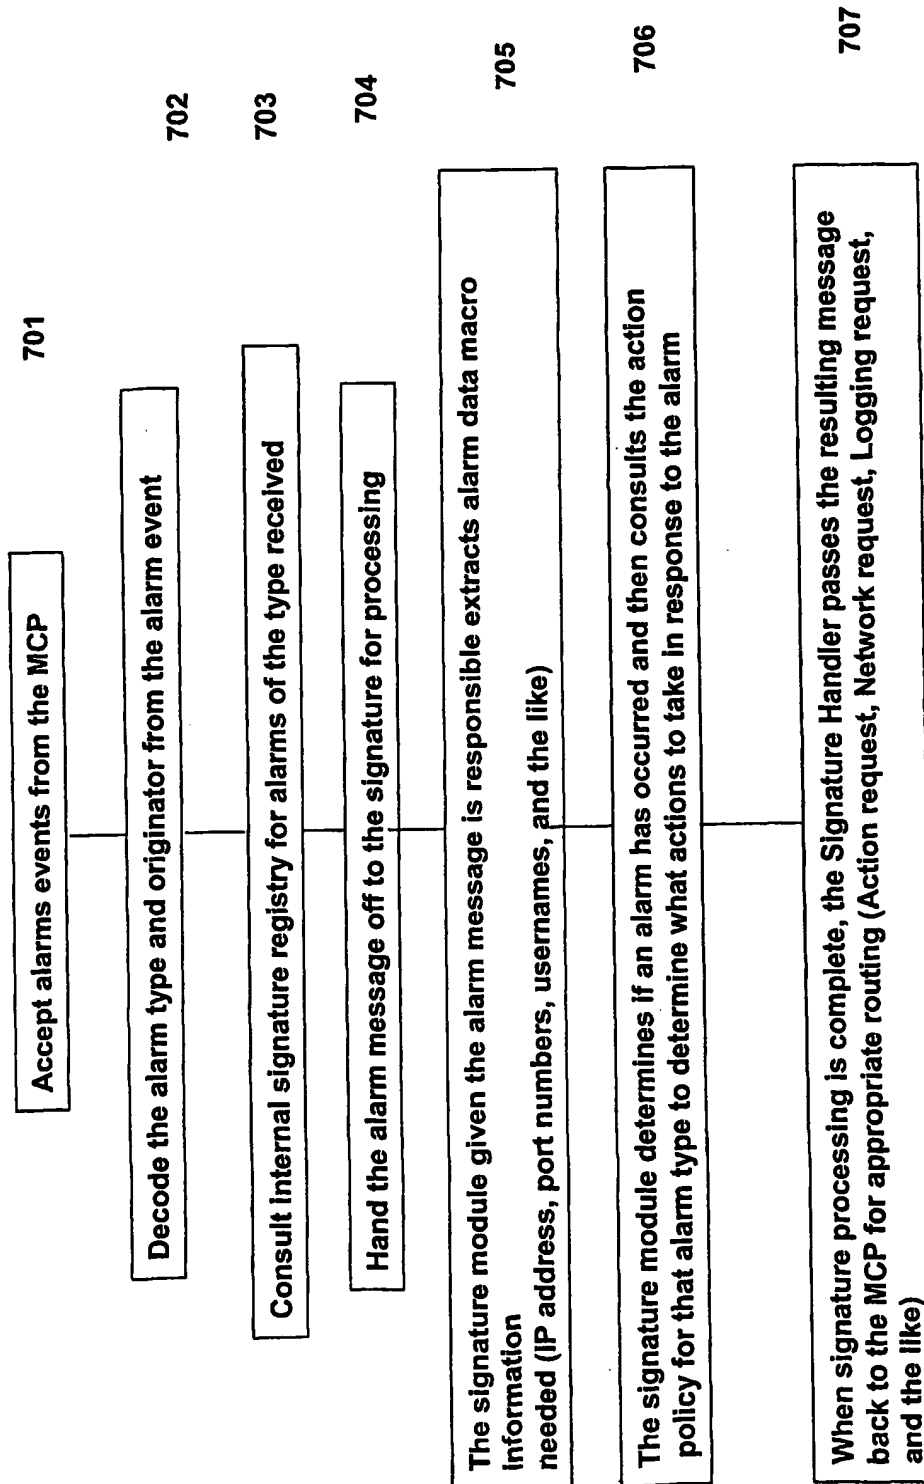 Accept alarms events from the MCP
701
Decode the alarm type and originator from the alarm event
702
Consult internal signature registry for alarms of the type received
703
Hand the alarm message off to the signature for processing
704
The signature module given the alarm message is responsible extracts alarm data macro
information
needed (IP address, port numbers, usernames, and the like)
705
The signature module determines if an alarm has occurred and then consults the action
policy for that alarm type to determine what actions to take in response to the alarm
706
When signature processing is complete, the Signature Handler passes the resulting message
back to the MCP for appropriate routing (Action request, Network request, Logging request,
and the like)
707